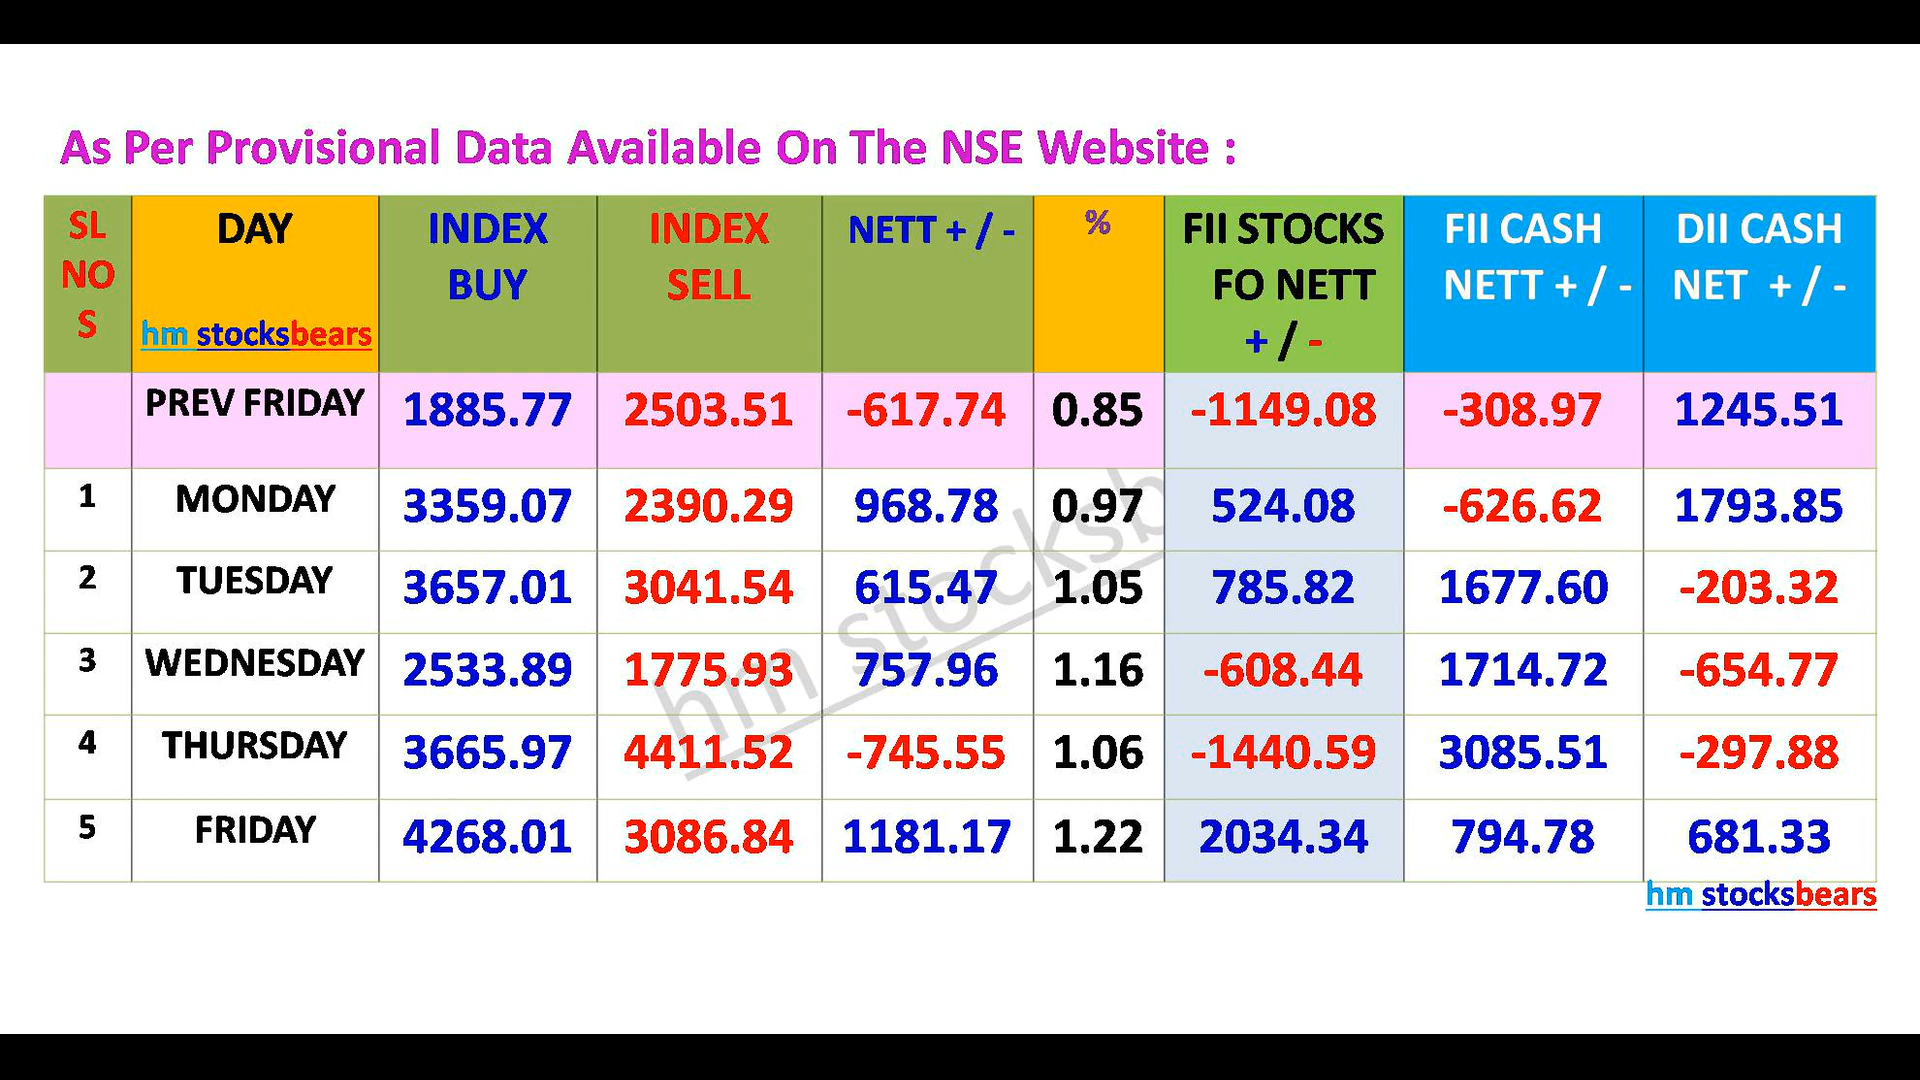 As Per Provisional Data Available On The NSE Website :
SL NO S DAY hm stocksbears INDEX BUY INDEX SELL NETT + / - % FII STOCKS FO NETT + / - FII CASH NETT + / - DII CASH NET + / -
PREV FRIDAY 1885.77 2503.51 -617.74 0.85 -1149.08 -308.97 1245.51
1 MONDAY 3359.07 2390.29 968.78 0.97 524.08 -626.62 1793.85
2 TUESDAY 3657.01 3041.54 615.47 1.05 785.82 1677.60 -203.32
3 WEDNESDAY 2533.89 1775.93 757.96 1.16 -608.44 1714.72 -654.77
4 THURSDAY 3665.97 4411.52 -745.55 1.06 -1440.59 3085.51 -297.88
5 FRIDAY 4268.01 3086.84 1181.17 1.22 2034.34 794.78 681.33
hm stocksb
hm stocksbears